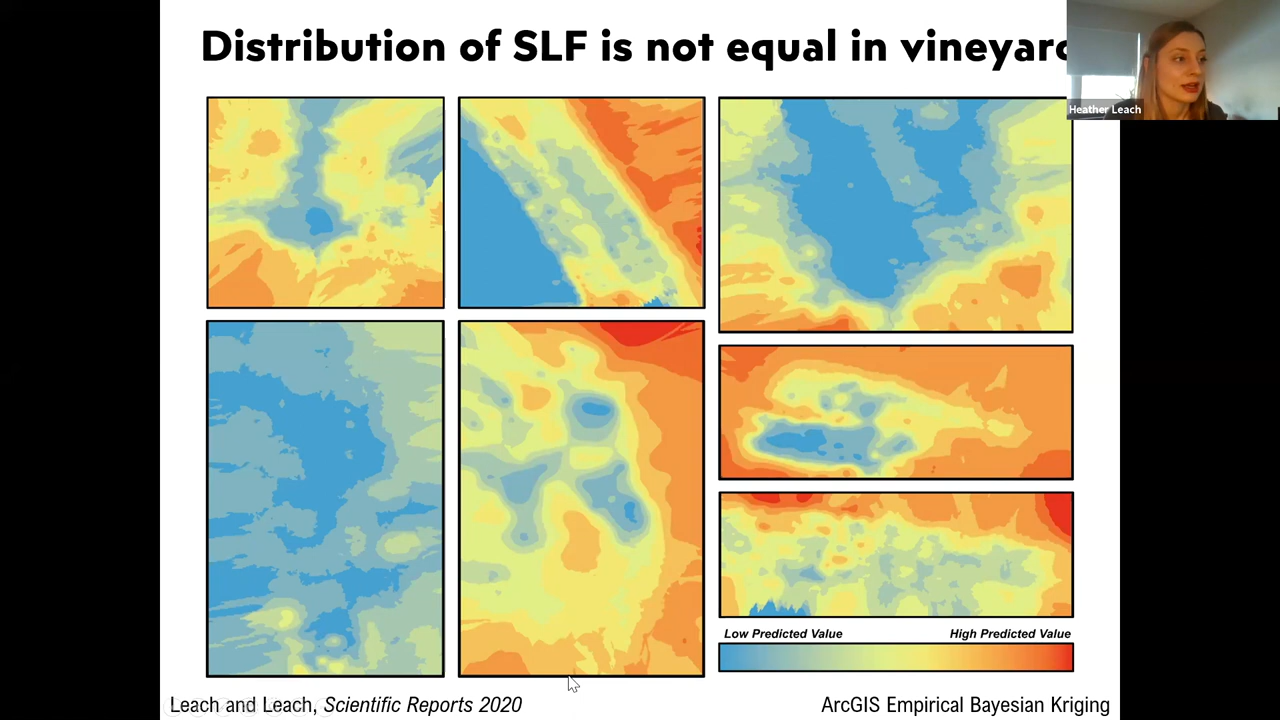 Distribution of SLF is not equal in vineyard
Heather Leach
Low Predicted Value
High Predicted Value
Leach and Leach, Scientific Reports 2020
ArcGIS Empirical Bayesian Kriging